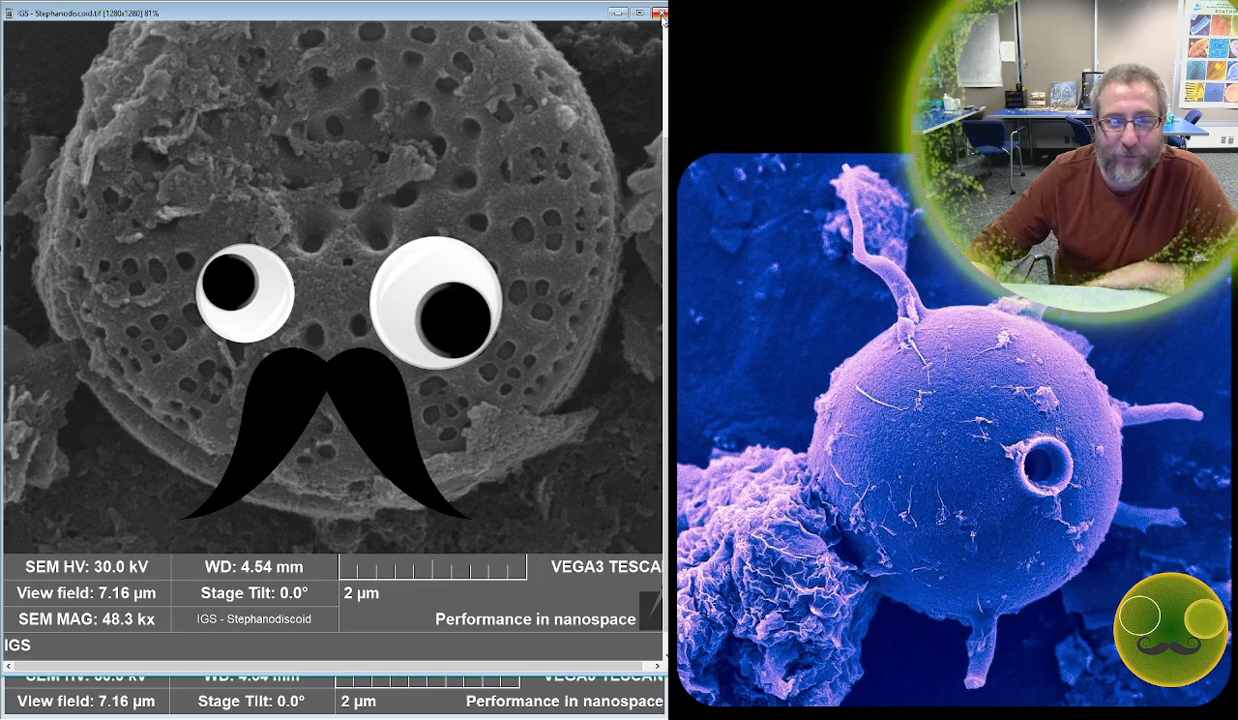 IGS - Stephanodiscoid.tif [1280x1280] 81%
SEM HV: 30.0 kV WD: 4.54 mm VEGA3 TESCA
View field: 7.16 µm Stage Tilt: 0.0° 2 µm
SEM MAG: 48.3 kx IGS - Stephanodiscoid Performance in nanospace
IGS
View field: 7.16 µm Stage Tilt: 0.0° 2 µm Performance in nanospace